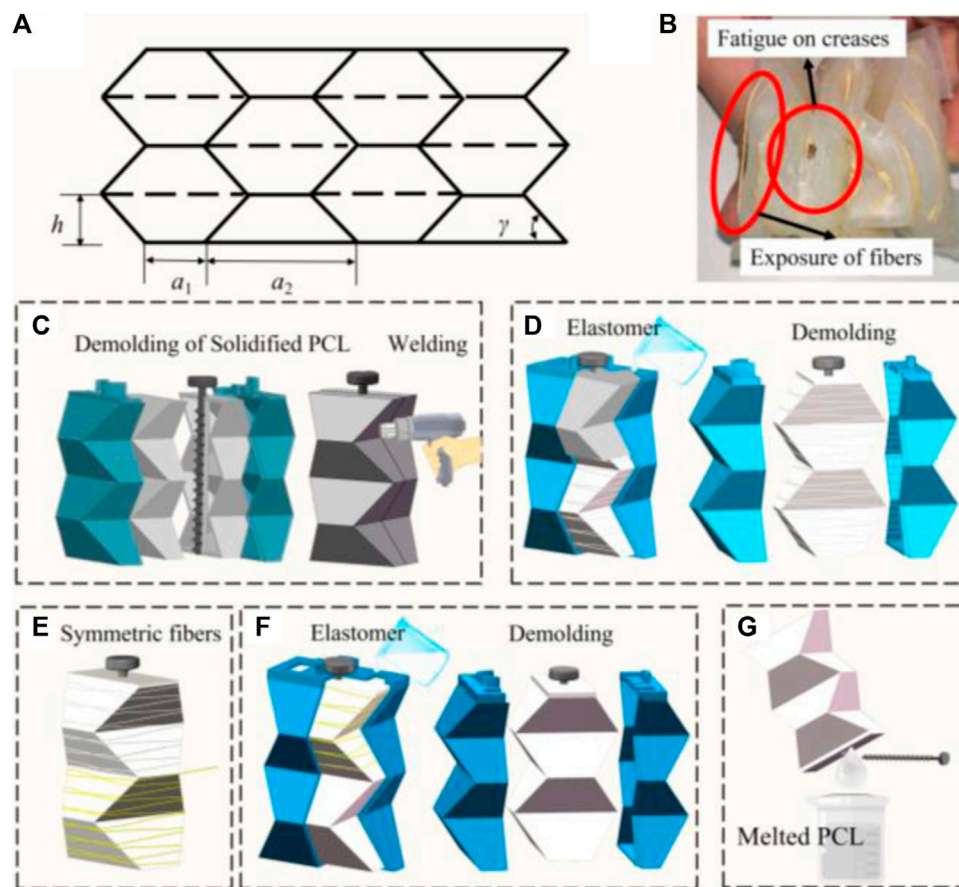 A
h
a1
a2
γ
B
Fatigue on creases
Exposure of fibers
C
Demolding of Solidified PCL
Welding
D
Elastomer
Demolding
E
Symmetric fibers
F
Elastomer
Demolding
G
Melted PCL